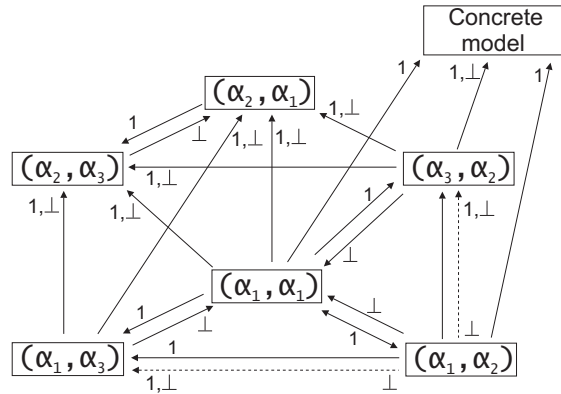 Concrete
model
1
1,⊥
1
(α₂,α₁)
1
⊥
1,⊥
1,⊥
1,⊥
(α₂,α₃)
(α₃,α₂)
1,⊥
1
1,⊥
1,⊥
1,⊥
⊥
(α₁,α₁)
1
⊥
⊥
1
⊥
(α₁,α₃)
1
(α₁,α₂)
1,⊥
⊥